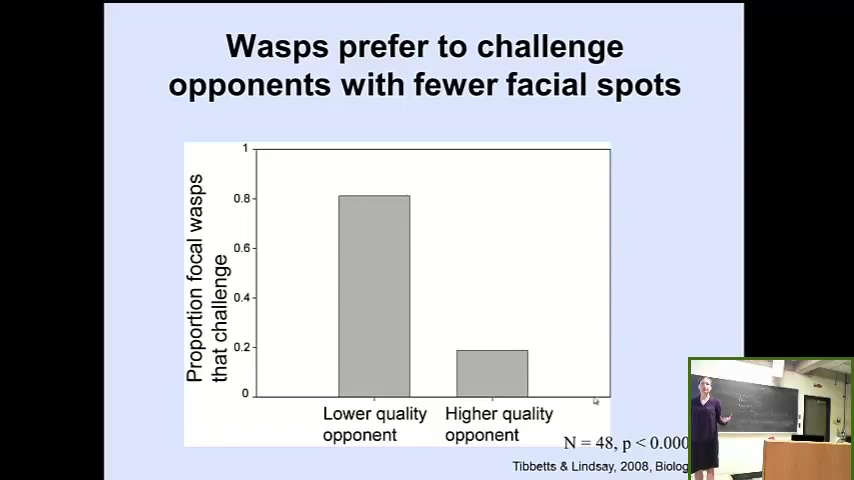 Wasps prefer to challenge
opponents with fewer facial spots
Proportion focal wasps
that challenge
1
0.8
0.6
0.4
0.2
0
Lower quality
opponent
Higher quality
opponent
N = 48, p < 0.000
Tibbetts & Lindsay, 2008, Biolog